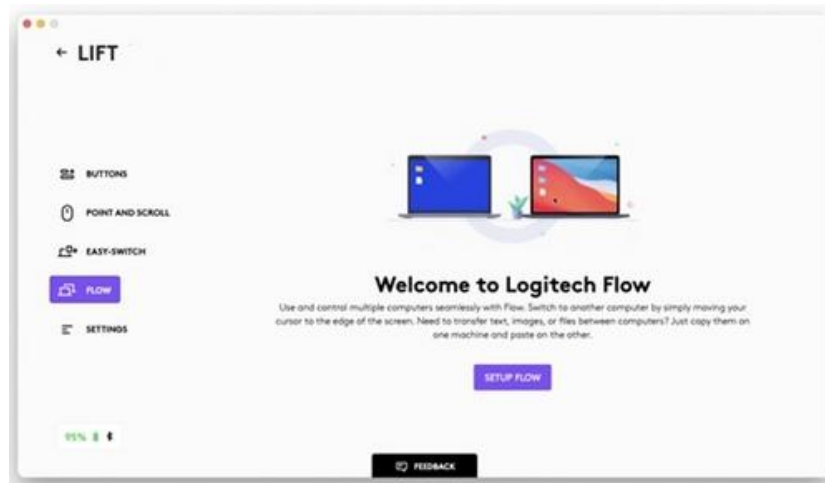 ← LIFT
BUTTONS
POINT AND SCROLL
EASY-SWITCH
FLOW
SETTINGS
95%
Welcome to Logitech Flow
Use and control multiple computers seamlessly with Flow. Switch to another computer by simply moving your
cursor to the edge of the screen. Need to transfer text, images, or files between computers? Just copy them on
one machine and paste on the other.
SETUP FLOW
FEEDBACK